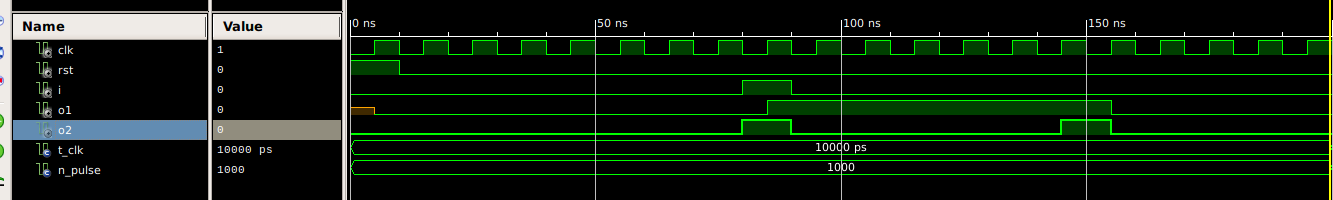 Name Value 0 ns 50 ns 100 ns 150 ns
clk 1
rst 0
i 0
o1 0
o2 0
t_clk 10000 ps 10000 ps
n_pulse 1000 1000